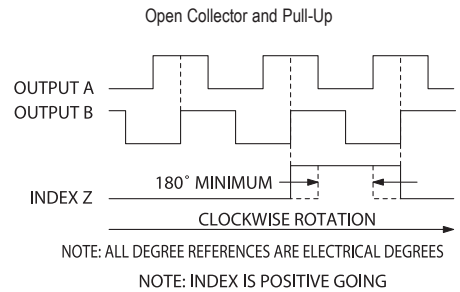 Open Collector and Pull-Up
OUTPUT A
OUTPUT B
180° MINIMUM
INDEX Z
CLOCKWISE ROTATION
NOTE: ALL DEGREE REFERENCES ARE ELECTRICAL DEGREES
NOTE: INDEX IS POSITIVE GOING